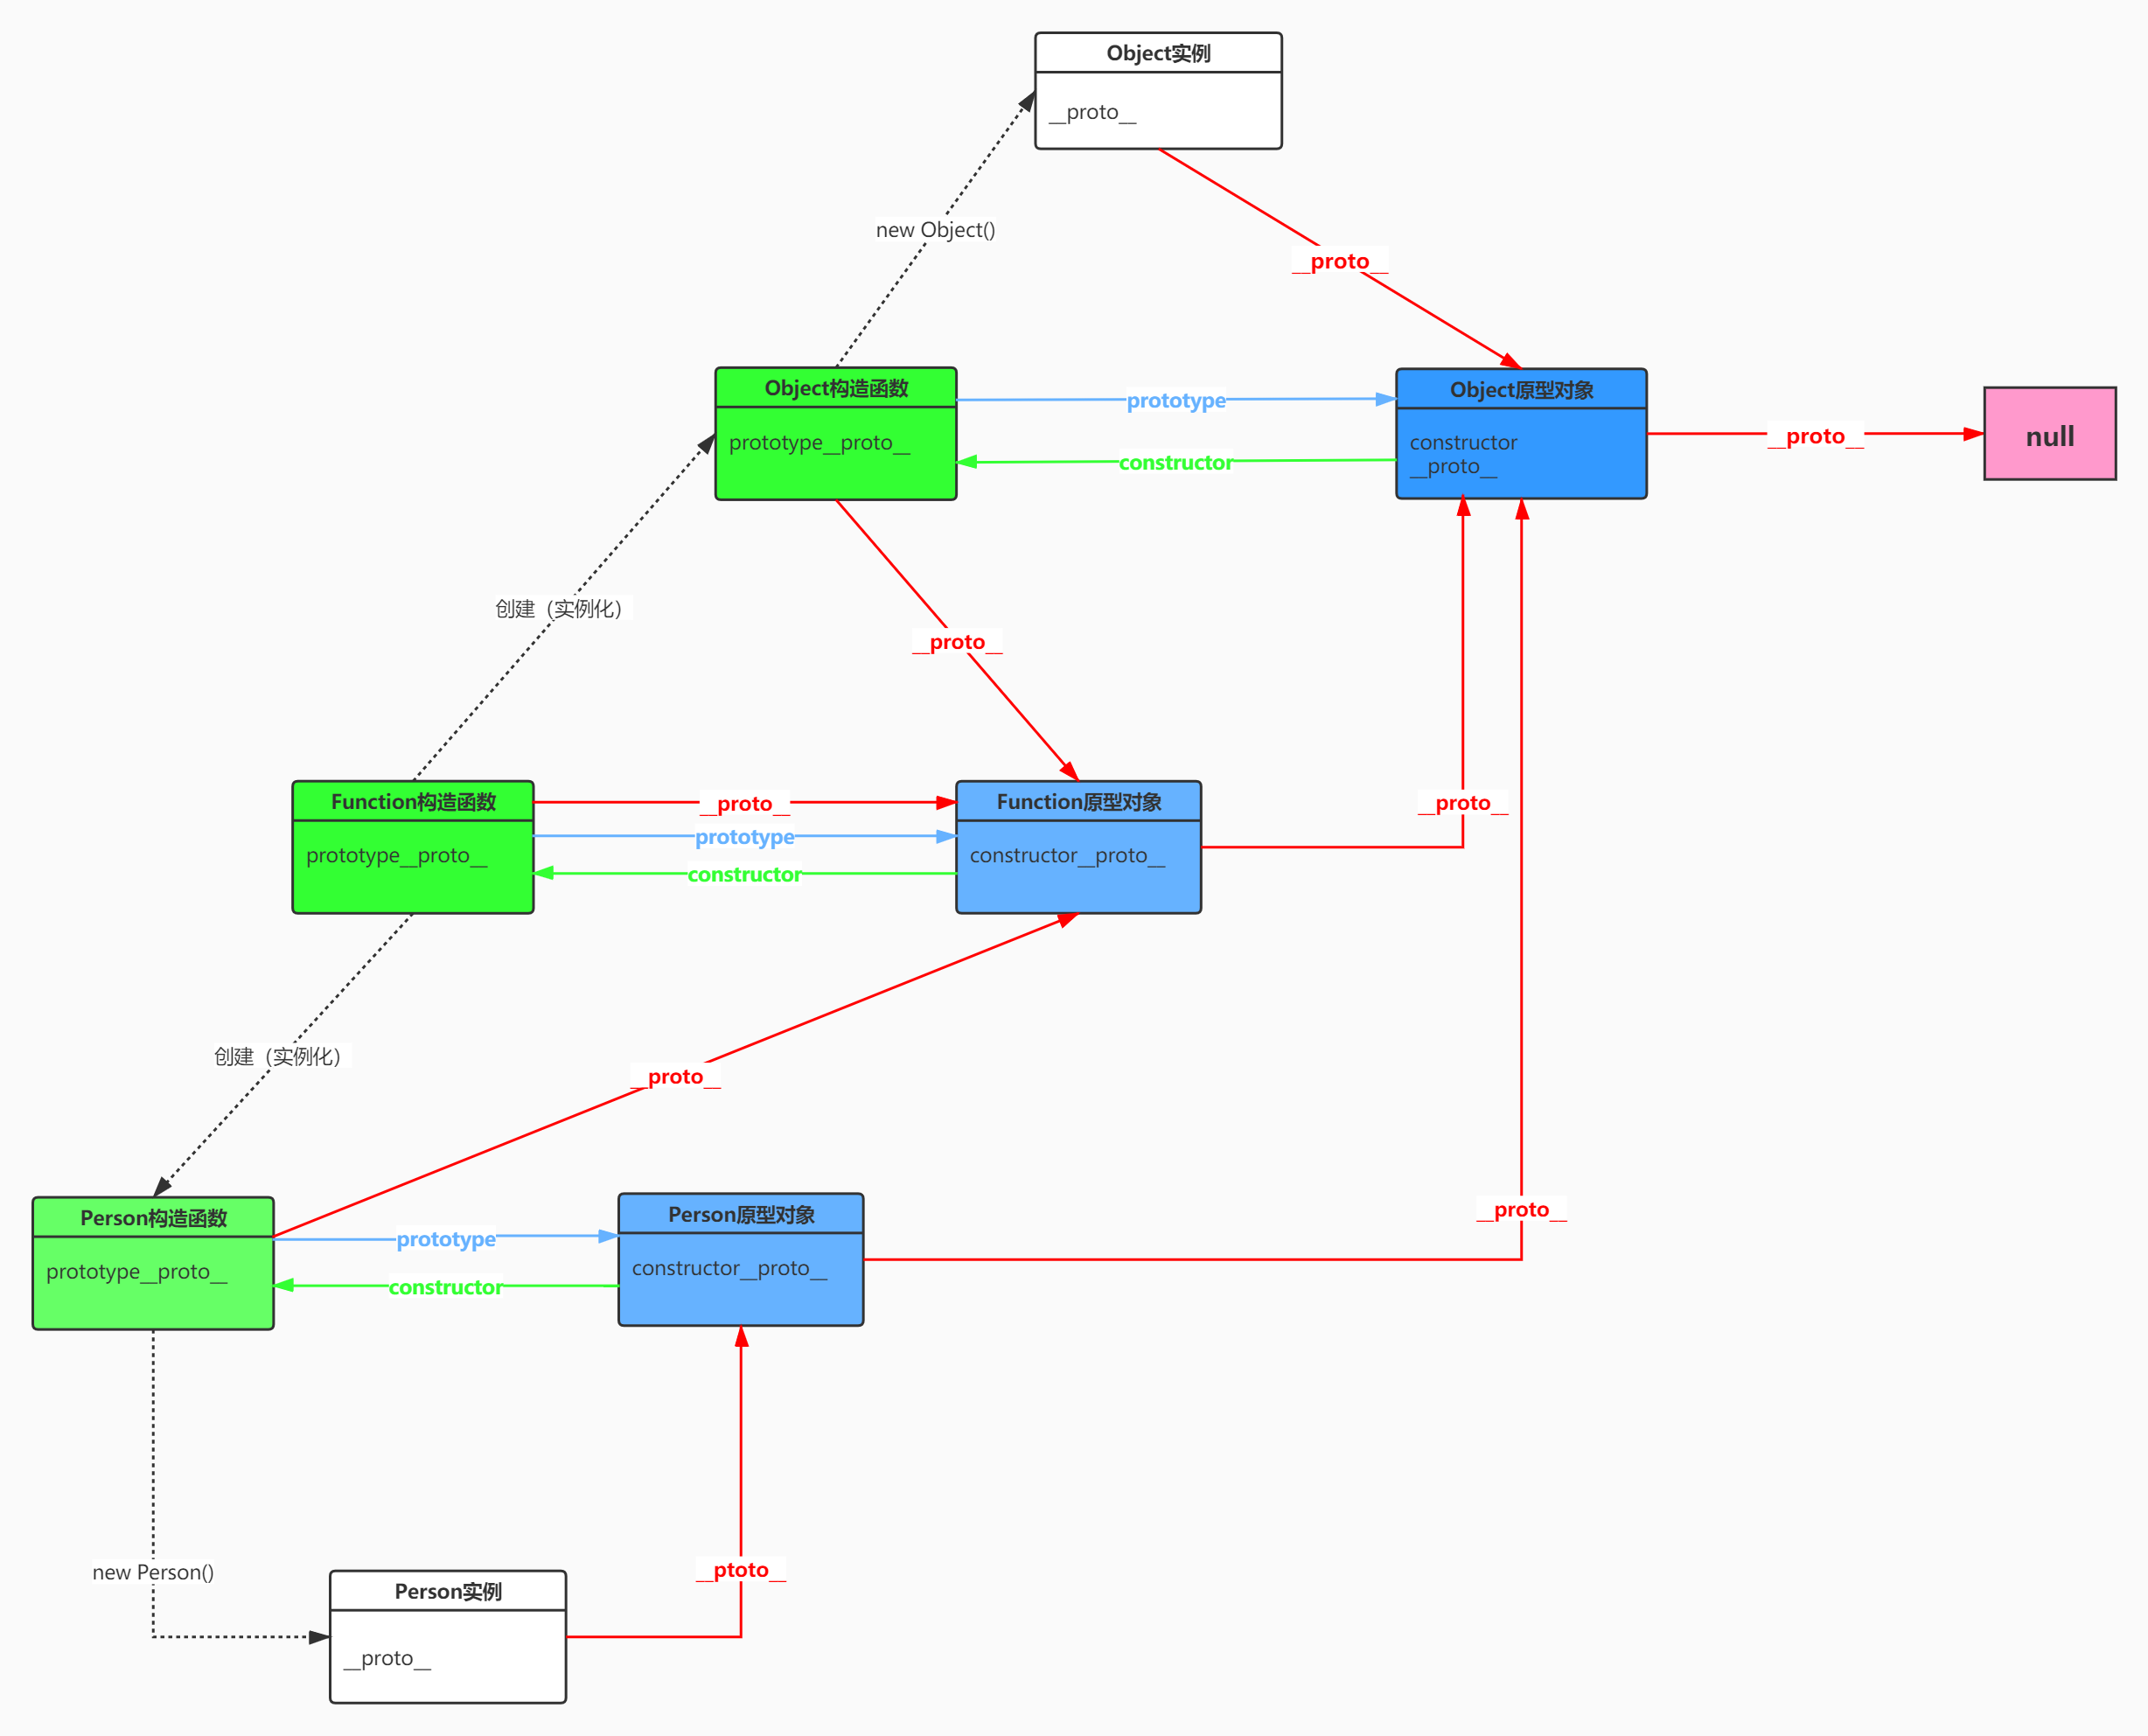 Object实例
__proto__
new Object()
__proto__
Object构造函数
prototype__proto__
prototype
constructor
Object原型对象
constructor
__proto__
__proto__
null
创建（实例化）
__proto__
Function构造函数
prototype__proto__
__proto__
prototype
constructor
Function原型对象
constructor__proto__
__proto__
创建（实例化）
__proto__
Person构造函数
prototype__proto__
prototype
constructor
Person原型对象
constructor__proto__
__proto__
new Person()
Person实例
__proto__
__ptoto__